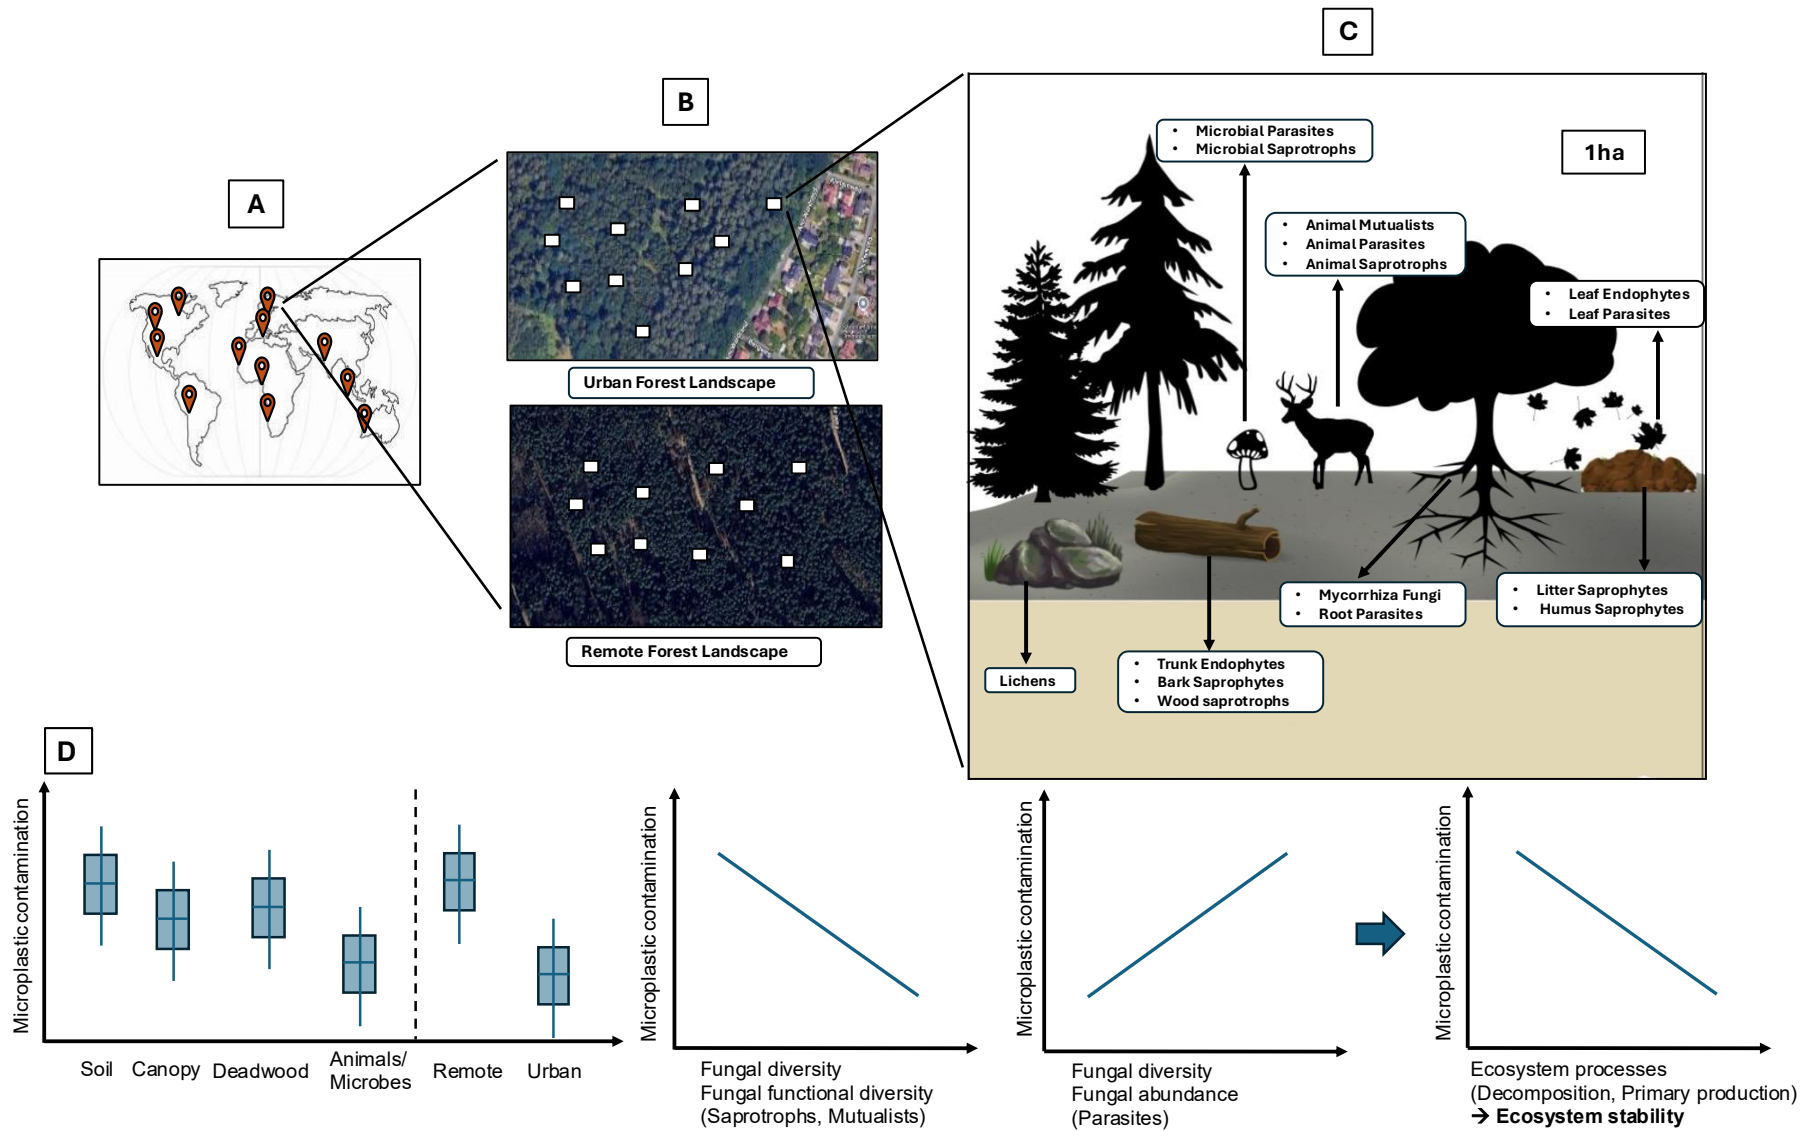 A
B
C
Urban Forest Landscape
Remote Forest Landscape
1ha
• Microbial Parasites
• Microbial Saprotrophs
• Animal Mutualists
• Animal Parasites
• Animal Saprotrophs
• Leaf Endophytes
• Leaf Parasites
• Mycorrhiza Fungi
• Root Parasites
• Litter Saprophytes
• Humus Saprophytes
Lichens
• Trunk Endophytes
• Bark Saprophytes
• Wood saprotrophs
D
Microplastic contamination
Soil
Canopy
Deadwood
Animals/
Microbes
Remote
Urban
Microplastic contamination
Fungal diversity
Fungal functional diversity
(Saprotrophs, Mutualists)
Microplastic contamination
Fungal diversity
Fungal abundance
(Parasites)
Microplastic contamination
Ecosystem processes
(Decomposition, Primary production)
→ Ecosystem stability